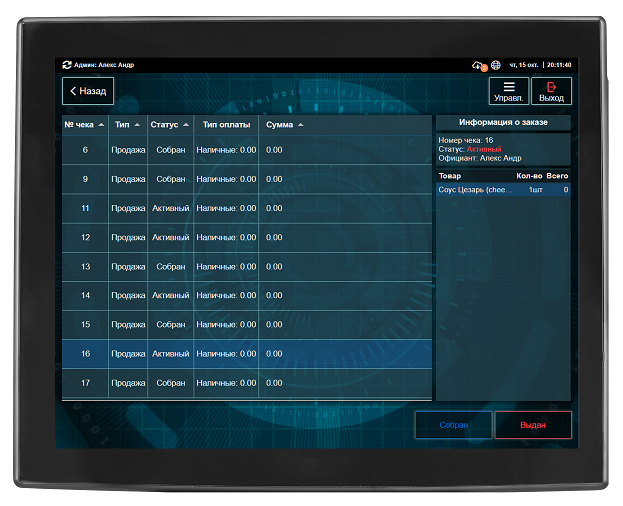 Админ: Алекс Андр
2
чт, 15 окт. | 20:11:40
Назад
Управл.
Выход
№ чека Тип Статус Тип оплаты Сумма
6 Продажа Собран Наличные: 0.00 0.00
9 Продажа Собран Наличные: 0.00 0.00
11 Продажа Активный Наличные: 0.00 0.00
12 Продажа Активный Наличные: 0.00 0.00
13 Продажа Собран Наличные: 0.00 0.00
14 Продажа Активный Наличные: 0.00 0.00
15 Продажа Собран Наличные: 0.00 0.00
16 Продажа Активный Наличные: 0.00 0.00
17 Продажа Собран Наличные: 0.00 0.00
Информация о заказе
Номер чека: 16
Статус: Активный
Официант: Алекс Андр
Товар Кол-во Всего
Соус Цезарь (chee... 1шт 0
Собран
Выдан